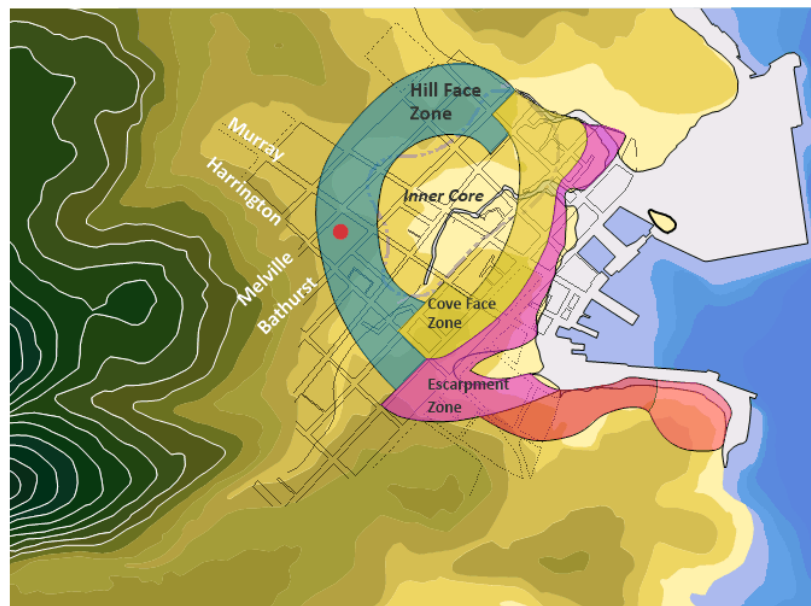 Hill Face
Zone
Murray
Harrington
Inner Core
Melville
Bathurst
Cove Face
Zone
Escarpment
Zone